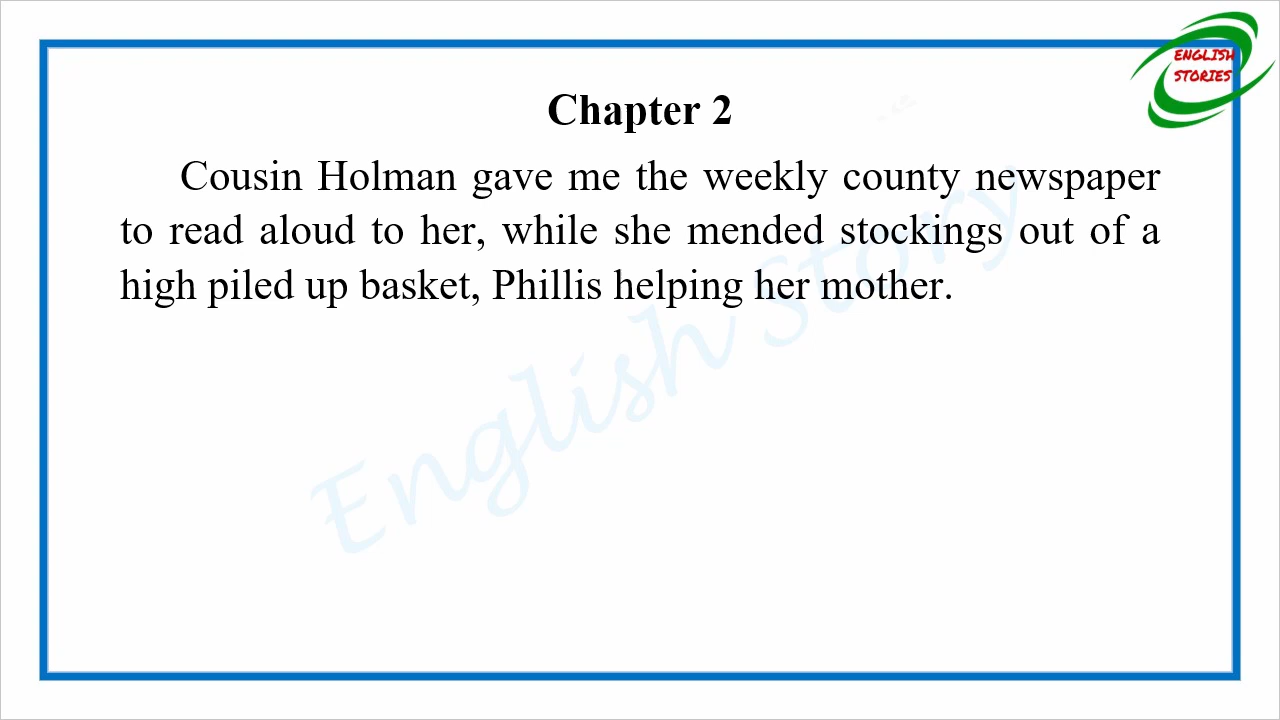 ENGLISH
STORIES
Chapter 2
Cousin Holman gave me the weekly county newspaper
to read aloud to her, while she mended stockings out of a
high piled up basket, Phillis helping her mother.
English Story